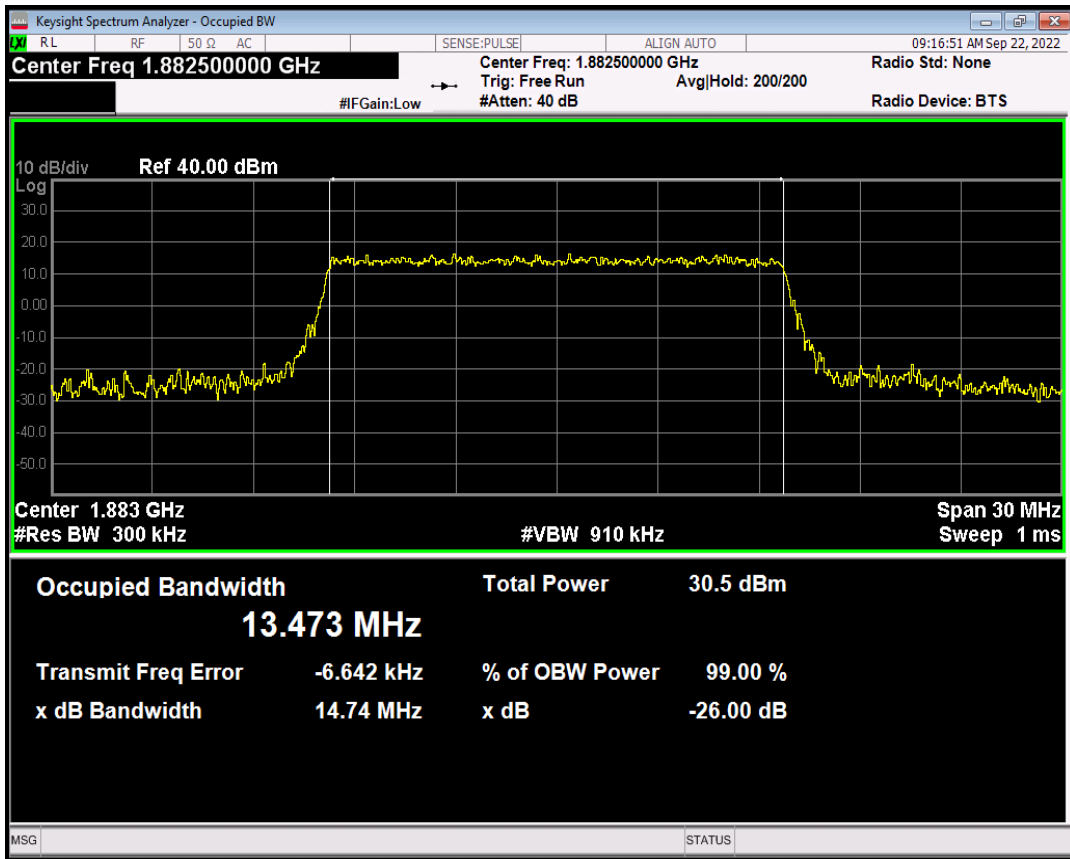 Keysight Spectrum Analyzer - Occupied BW
LXI RL RF 50 Ω AC SENSE:PULSE ALIGN AUTO 09:16:51 AM Sep 22, 2022
Center Freq 1.882500000 GHz Center Freq: 1.882500000 GHz Radio Std: None
Trig: Free Run Avg|Hold: 200/200
#IFGain:Low #Atten: 40 dB Radio Device: BTS
10 dB/div Ref 40.00 dBm
Log
30.0
20.0
10.0
0.00
-10.0
-20.0
-30.0
-40.0
-50.0
Center 1.883 GHz Span 30 MHz
#Res BW 300 kHz #VBW 910 kHz Sweep 1 ms
Occupied Bandwidth Total Power 30.5 dBm
13.473 MHz
Transmit Freq Error -6.642 kHz % of OBW Power 99.00 %
x dB Bandwidth 14.74 MHz x dB -26.00 dB
MSG STATUS